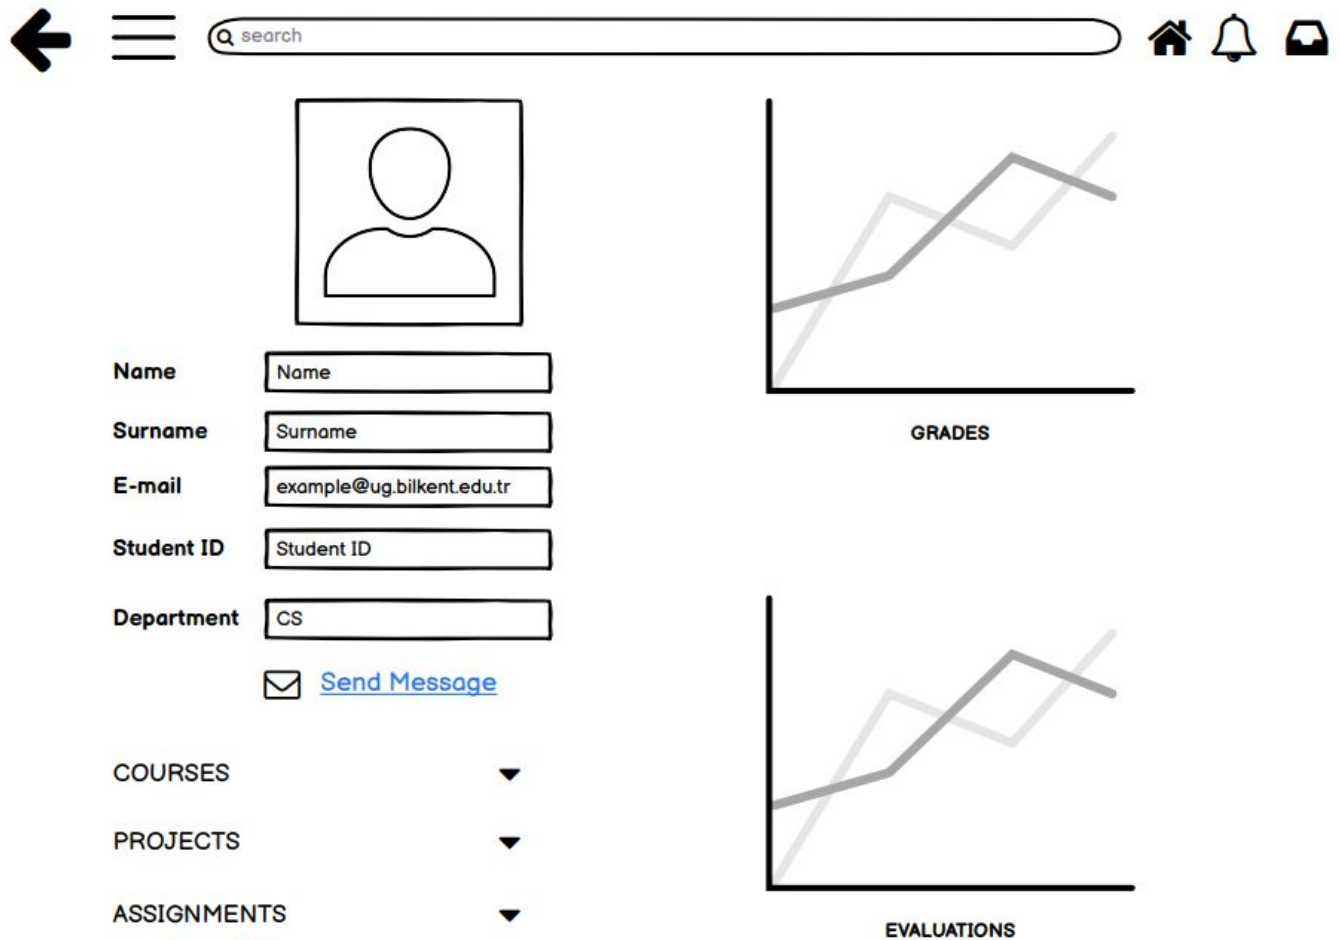 search
Name Name
Surname Surname
E-mail example@ug.bilkent.edu.tr
Student ID Student ID
Department CS
Send Message
COURSES
PROJECTS
ASSIGNMENTS
GRADES
EVALUATIONS